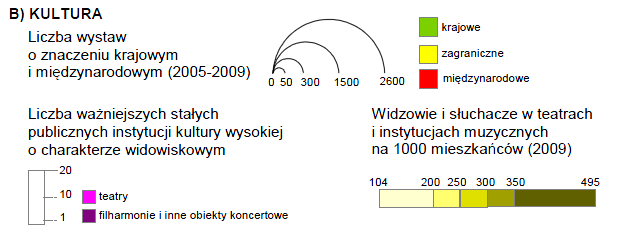 B) KULTURA
Liczba wystaw
o znaczeniu krajowym
i międzynarodowym (2005-2009)
0 50 300 1500 2600
krajowe
zagraniczne
międzynarodowe
Liczba ważniejszych stałych
publicznych instytucji kultury wysokiej
o charakterze widowiskowym
20
10
1
teatry
filharmonie i inne obiekty koncertowe
Widzowie i słuchacze w teatrach
i instytucjach muzycznych
na 1000 mieszkańców (2009)
104 200 250 300 350 495